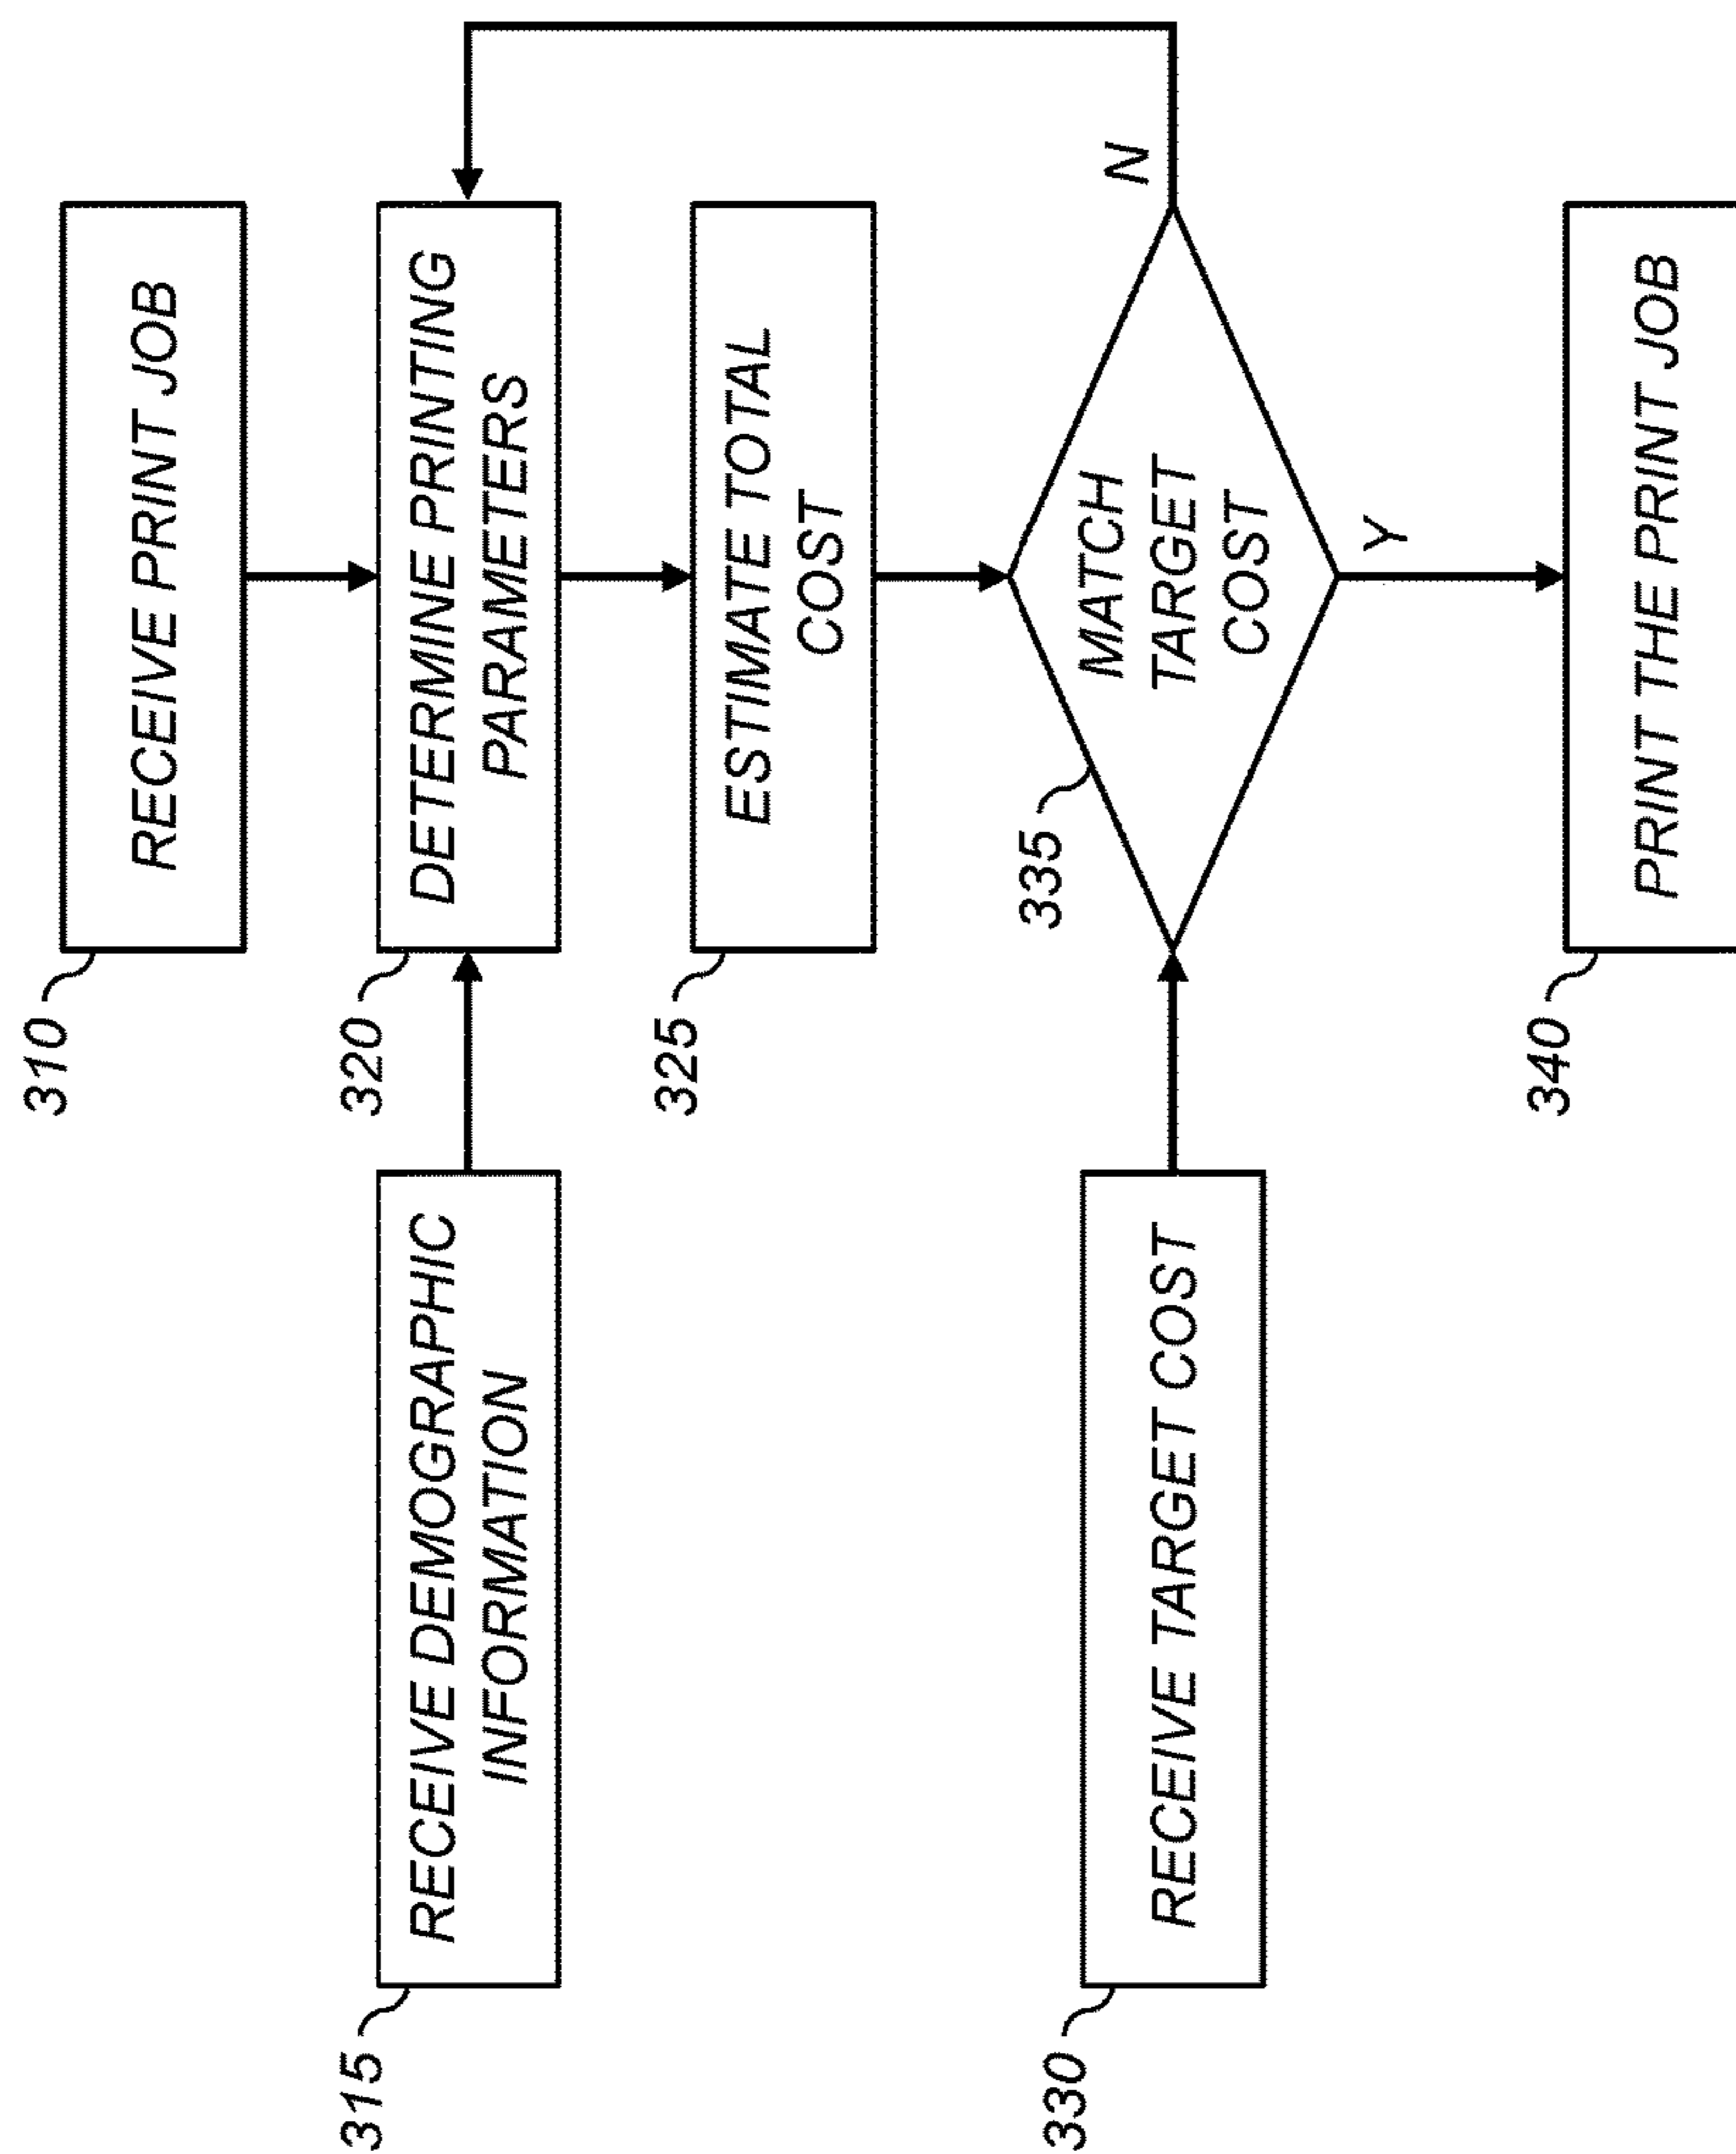 310
RECEIVE PRINT JOB
315
RECEIVE DEMOGRAPHIC
INFORMATION
320
DETERMINE PRINTING
PARAMETERS
325
ESTIMATE TOTAL
COST
330
RECEIVE TARGET COST
335
MATCH
TARGET
COST
N
Y
340
PRINT THE PRINT JOB